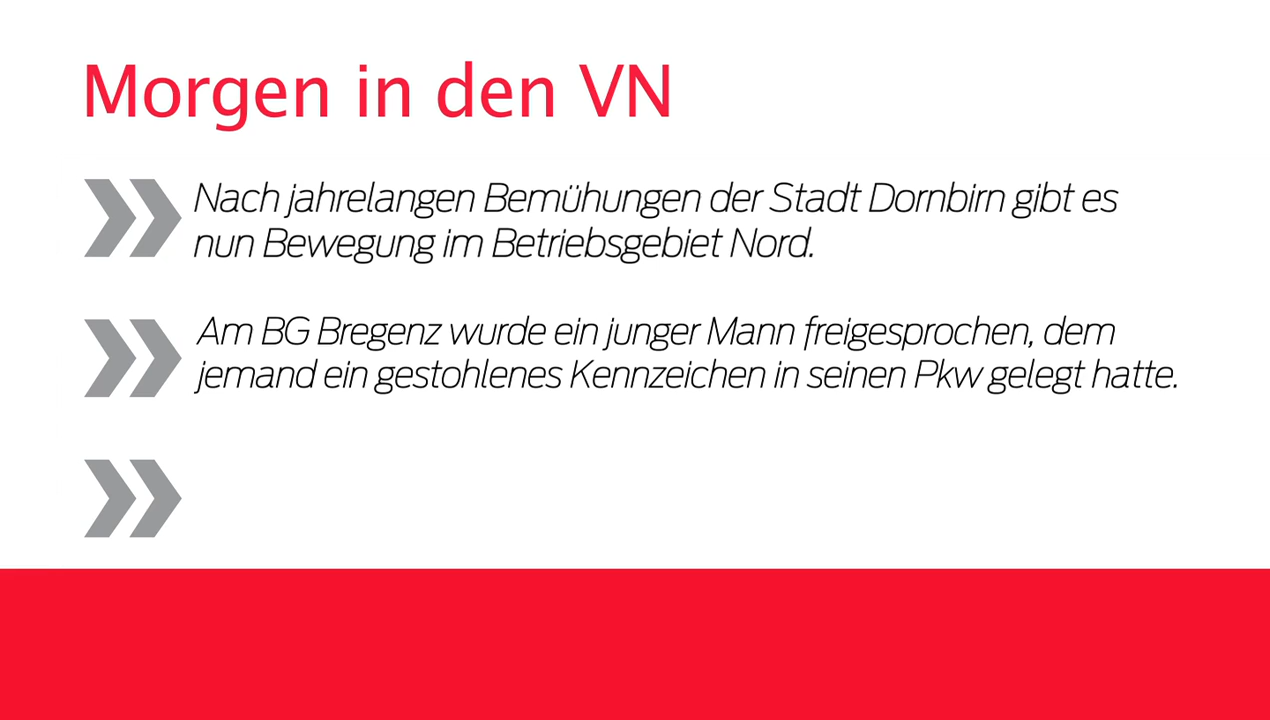 Morgen in den VN
Nach jahrelangen Bemühungen der Stadt Dornbirn gibt es
nun Bewegung im Betriebsgebiet Nord.
Am BG Bregenz wurde ein junger Mann freigesprochen, dem
jemand ein gestohlenes Kennzeichen in seinen Pkw gelegt hatte.